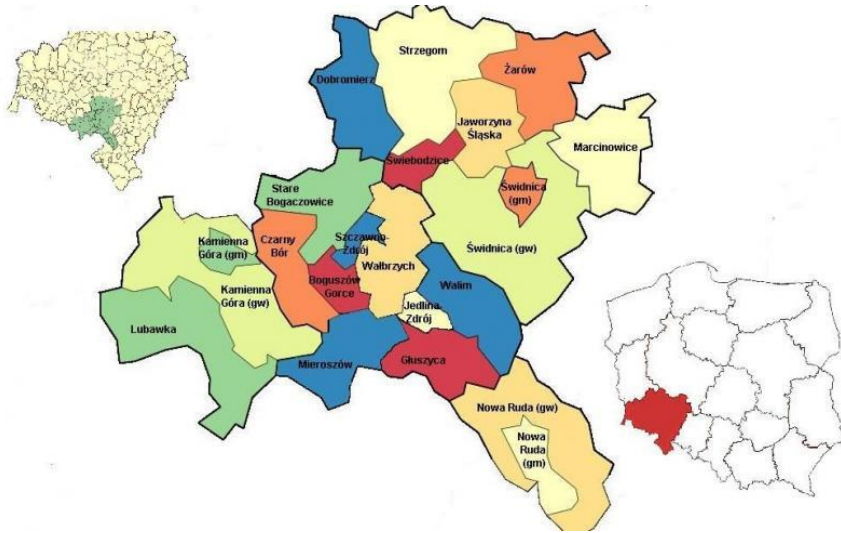 Strzegom
Dobromierz
Żarów
Jaworzyna
Śląska
Marcinowice
Świebodzice
Stare
Bogaczowice
Świdnica
(gm)
Kamienna
Góra (gm)
Czarny
Bór
Szczawno-
Zdrój
Świdnica (gw)
Wałbrzych
Boguszów
Gorce
Walim
Kamienna
Góra (gw)
Jedlina-
Zdrój
Lubawka
Mieroszów
Głuszyca
Nowa Ruda (gw)
Nowa
Ruda
(gm)